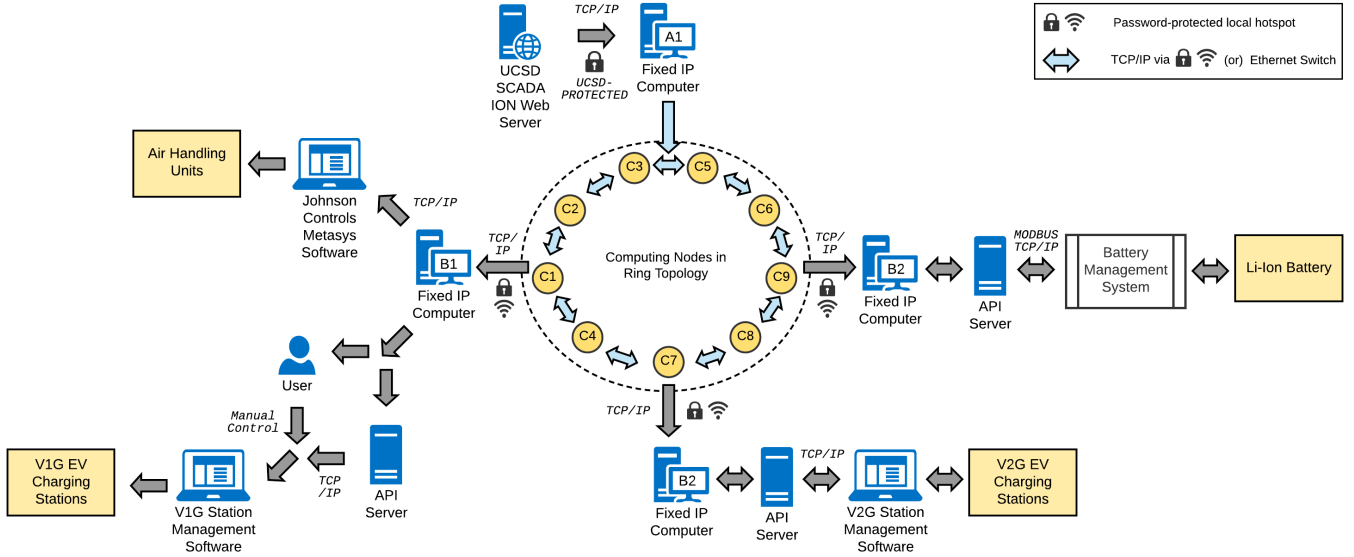 TCP/IP
UCSD-
PROTECTED
UCSD
SCADA
ION Web
Server
A1
Fixed IP
Computer
Password-protected local hotspot
TCP/IP via
(or) Ethernet Switch
Air Handling
Units
Johnson
Controls
Metasys
Software
TCP/IP
B1
Fixed IP
Computer
TCP/
IP
C3
C5
C2
C6
C1
C9
C4
C8
C7
Computing Nodes in
Ring Topology
TCP/
IP
B2
Fixed IP
Computer
API
Server
MODBUS
TCP/IP
Battery
Management
System
Li-Ion Battery
User
Manual
Control
TCP
/IP
API
Server
V1G EV
Charging
Stations
V1G Station
Management
Software
TCP/IP
B2
Fixed IP
Computer
API
Server
TCP/IP
V2G Station
Management
Software
V2G EV
Charging
Stations